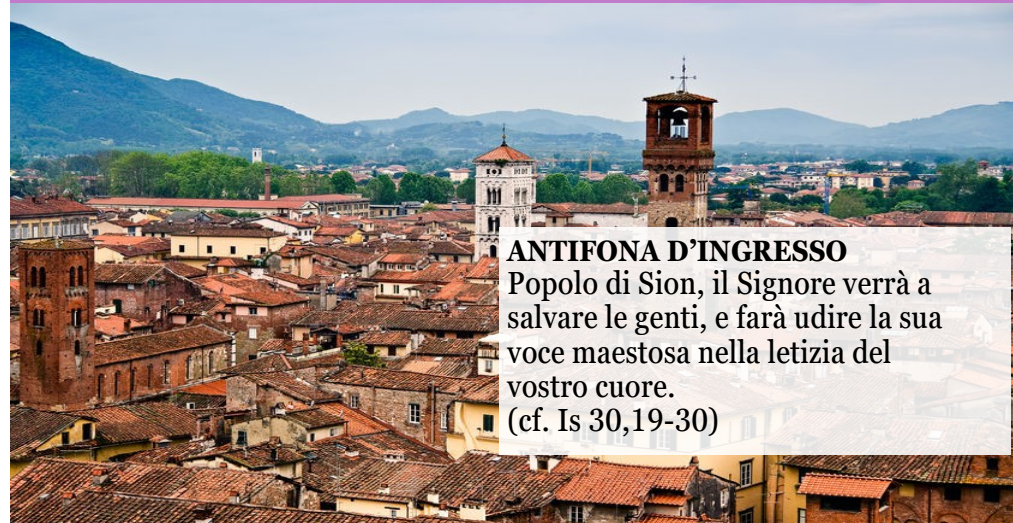 ANTIFONA D’INGRESSO
Popolo di Sion, il Signore verrà a
salvare le genti, e farà udire la sua
voce maestosa nella letizia del
vostro cuore.
(cf. Is 30,19-30)